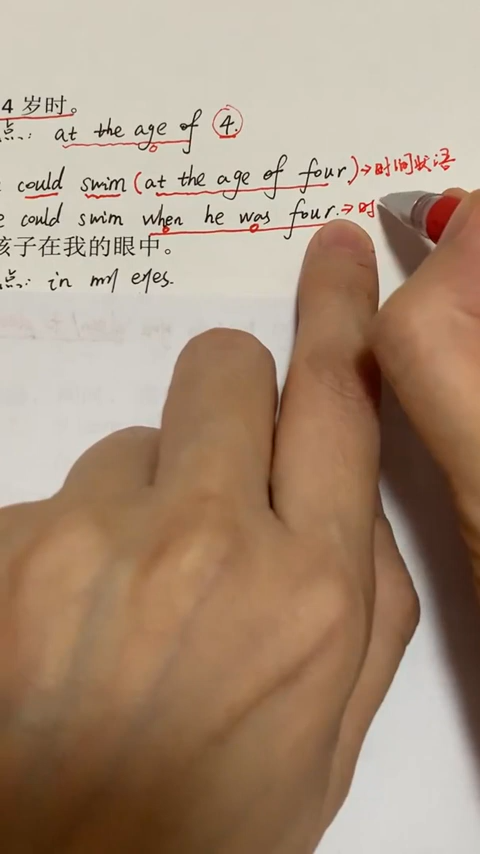 4 岁时。
点: at the age of 4.
could swim (at the age of four.) → 时间状语
could swim when he was four. → 时
孩子在我的眼中。
点: in my eyes.